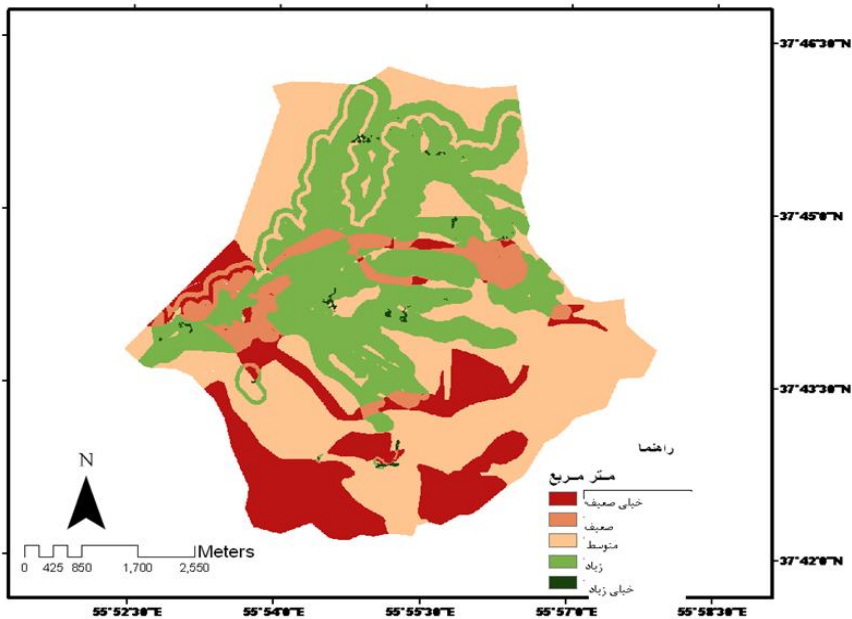 37°46'30"N
37°45'0"N
37°43'30"N
37°42'0"N
راهنما
متر مربع
خیلی ضعیف
ضعیف
متوسط
زیاد
خیلی زیاد
N
Meters
0 425 850 1,700 2,550
55°52'30"E 55°54'0"E 55°55'30"E 55°57'0"E 55°58'30"E